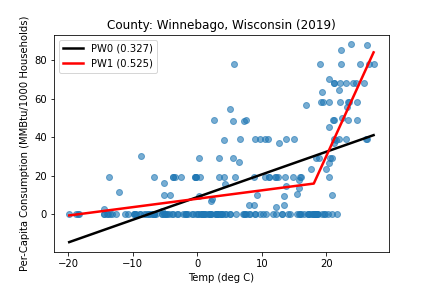 County: Winnebago, Wisconsin (2019)
PW0 (0.327)
PW1 (0.525)
Per-Capita Consumption (MMBtu/1000 Households)
80
60
40
20
0
−20 −10 0 10 20
Temp (deg C)